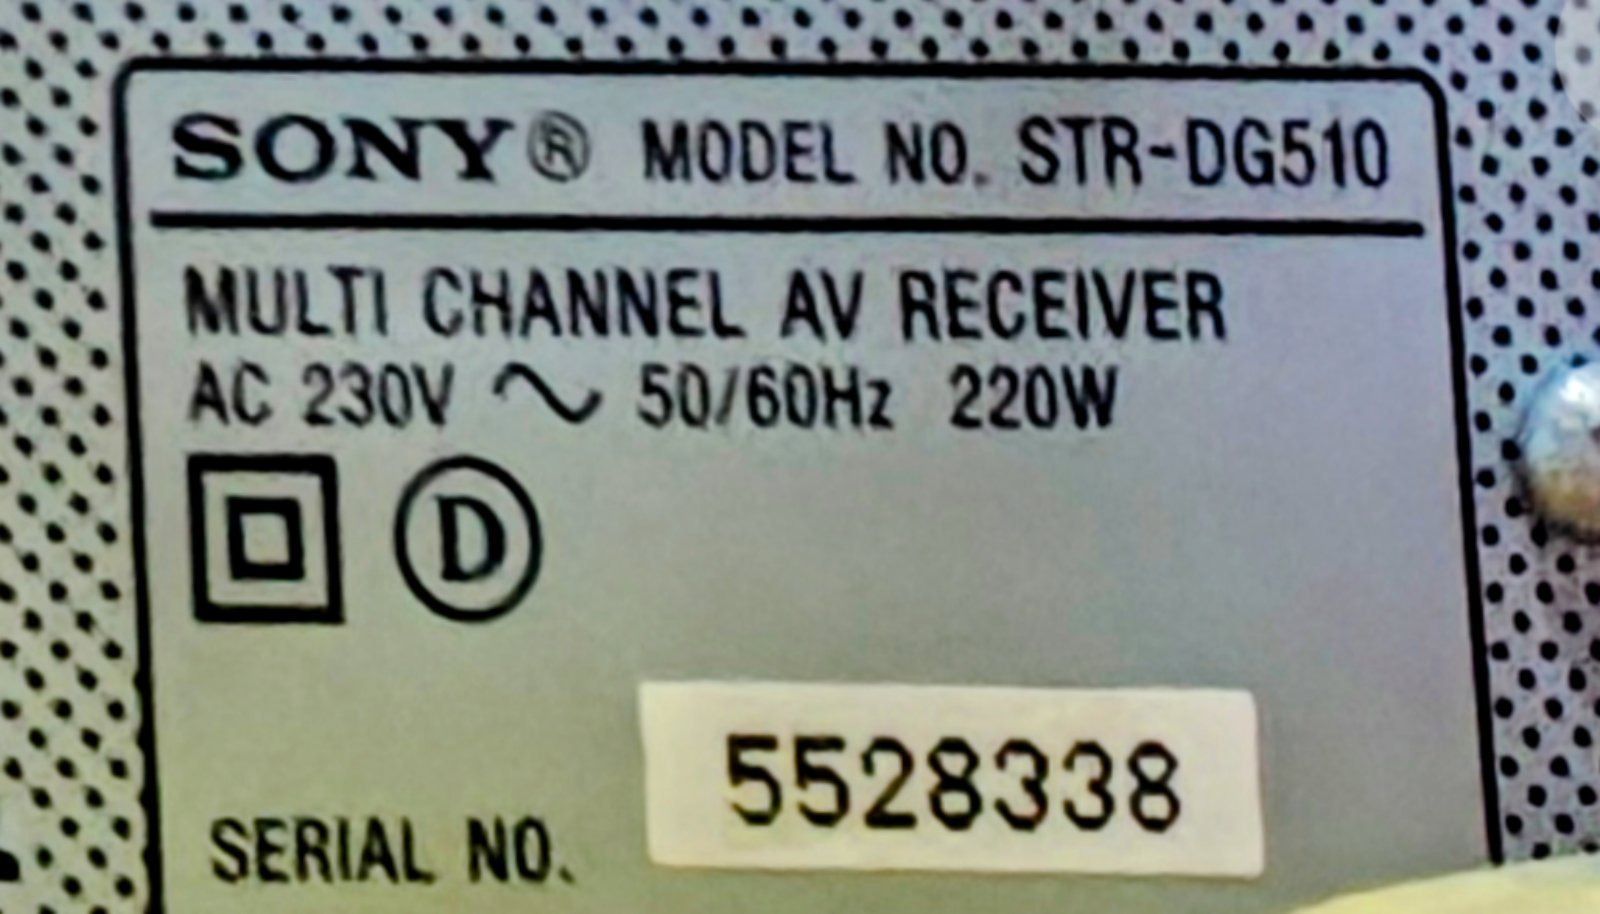 SONY® MODEL NO. STR-DG510
MULTI CHANNEL AV RECEIVER
AC 230V ~ 50/60Hz 220W
D
5528338
SERIAL NO.